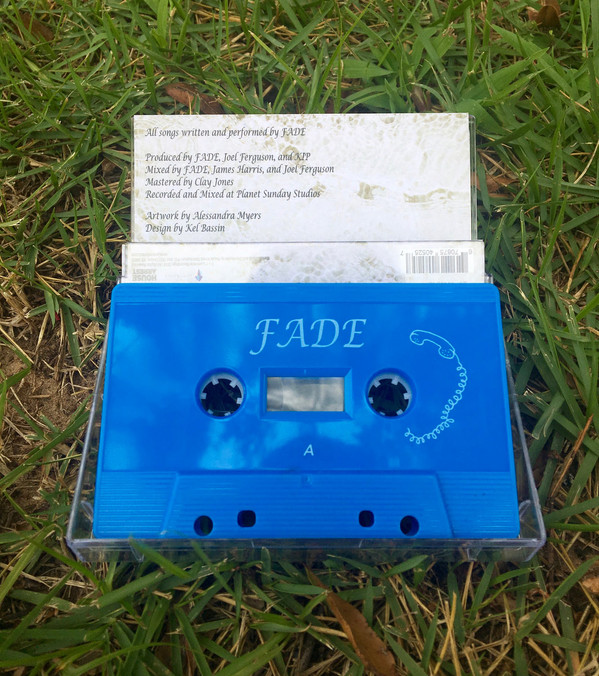 All songs written and performed by FADE
Produced by FADE, Joel Ferguson, and KIP
Mixed by FADE, James Harris, and Joel Ferguson
Mastered by Clay Jones
Recorded and Mixed at Planet Sunday Studios
Artwork by Alessandra Myers
Design by Kel Bassin
FADE
A